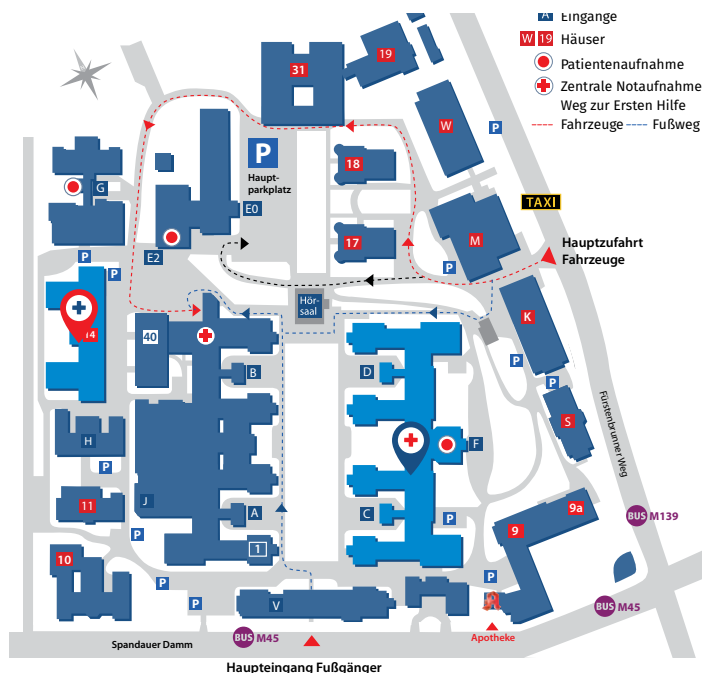 A Eingänge
W 19 Häuser
Patientenaufnahme
Zentrale Notaufnahme
Weg zur Ersten Hilfe
Fahrzeuge Fußweg
31
19
W
P
P
Haupt-
parkplatz
18
G
E0
TAXI
17
M
Hauptzufahrt
Fahrzeuge
E2
P
P
P
14
Hör-
saal
K
40
B
D
P
P
S
Fürstenbrunner Weg
H
F
P
J
11
A
C
P
9a
9
BUS M139
P
1
10
P
P
P
A
V
BUS M45
Apotheke
Spandauer Damm
BUS M45
Haupteingang Fußgänger